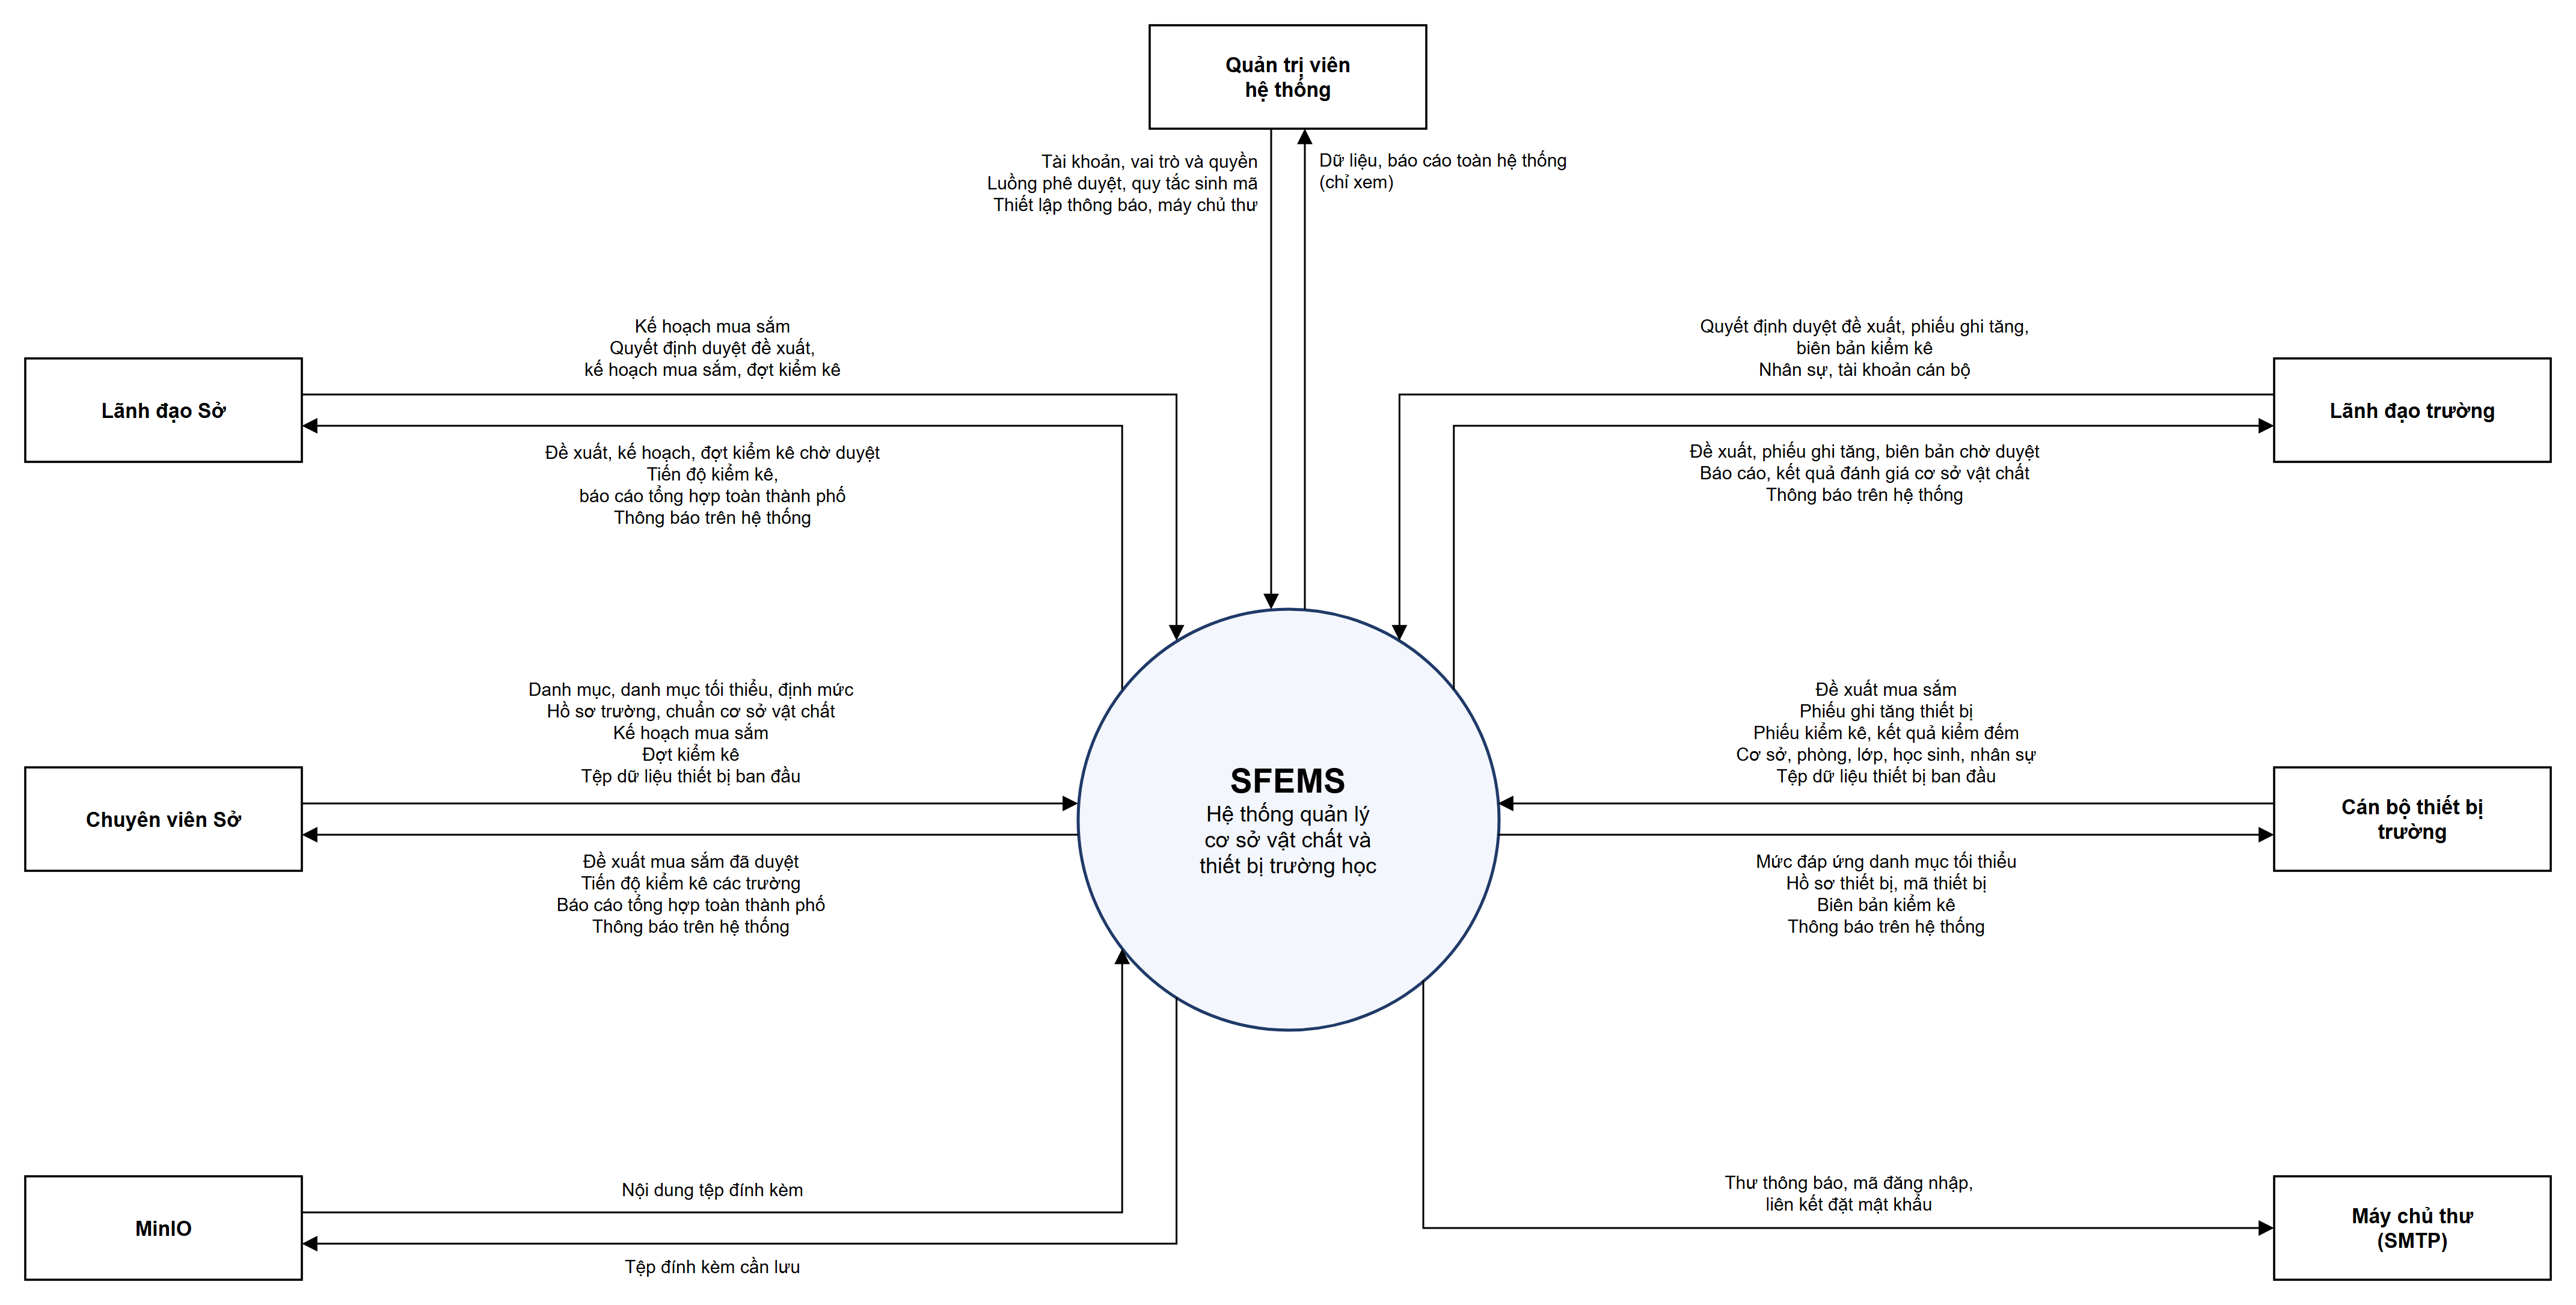 Quản trị viên
hệ thống
Tài khoản, vai trò và quyền
Luồng phê duyệt, quy tắc sinh mã
Thiết lập thông báo, máy chủ thư
Dữ liệu, báo cáo toàn hệ thống
(chỉ xem)
Kế hoạch mua sắm
Quyết định duyệt đề xuất,
kế hoạch mua sắm, đợt kiểm kê
Lãnh đạo Sở
Đề xuất, kế hoạch, đợt kiểm kê chờ duyệt
Tiến độ kiểm kê,
báo cáo tổng hợp toàn thành phố
Thông báo trên hệ thống
Quyết định duyệt đề xuất, phiếu ghi tăng,
biên bản kiểm kê
Nhân sự, tài khoản cán bộ
Lãnh đạo trường
Đề xuất, phiếu ghi tăng, biên bản chờ duyệt
Báo cáo, kết quả đánh giá cơ sở vật chất
Thông báo trên hệ thống
Danh mục, danh mục tối thiểu, định mức
Hồ sơ trường, chuẩn cơ sở vật chất
Kế hoạch mua sắm
Đợt kiểm kê
Tệp dữ liệu thiết bị ban đầu
Chuyên viên Sở
Đề xuất mua sắm đã duyệt
Tiến độ kiểm kê các trường
Báo cáo tổng hợp toàn thành phố
Thông báo trên hệ thống
SFEMS
Hệ thống quản lý
cơ sở vật chất và
thiết bị trường học
Đề xuất mua sắm
Phiếu ghi tăng thiết bị
Phiếu kiểm kê, kết quả kiểm đếm
Cơ sở, phòng, lớp, học sinh, nhân sự
Tệp dữ liệu thiết bị ban đầu
Cán bộ thiết bị
trường
Mức đáp ứng danh mục tối thiểu
Hồ sơ thiết bị, mã thiết bị
Biên bản kiểm kê
Thông báo trên hệ thống
Nội dung tệp đính kèm
MinIO
Tệp đính kèm cần lưu
Thư thông báo, mã đăng nhập,
liên kết đặt mật khẩu
Máy chủ thư
(SMTP)